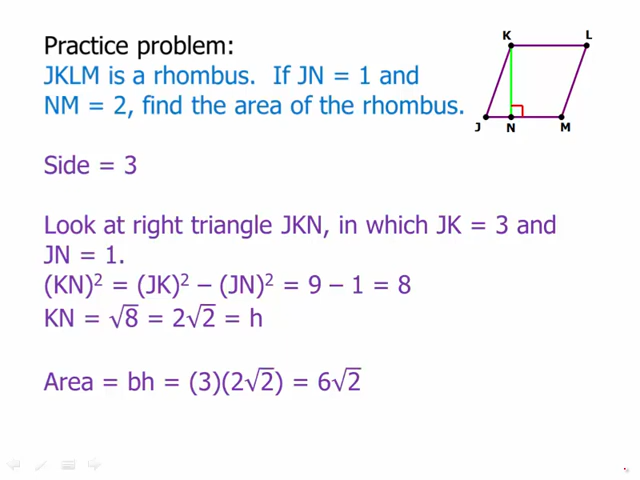 Practice problem:
JKLM is a rhombus. If JN = 1 and
NM = 2, find the area of the rhombus.
K
L
J
N
M
Side = 3
Look at right triangle JKN, in which JK = 3 and
JN = 1.
(KN)² = (JK)² – (JN)² = 9 – 1 = 8
KN = √8 = 2√2 = h
Area = bh = (3)(2√2) = 6√2